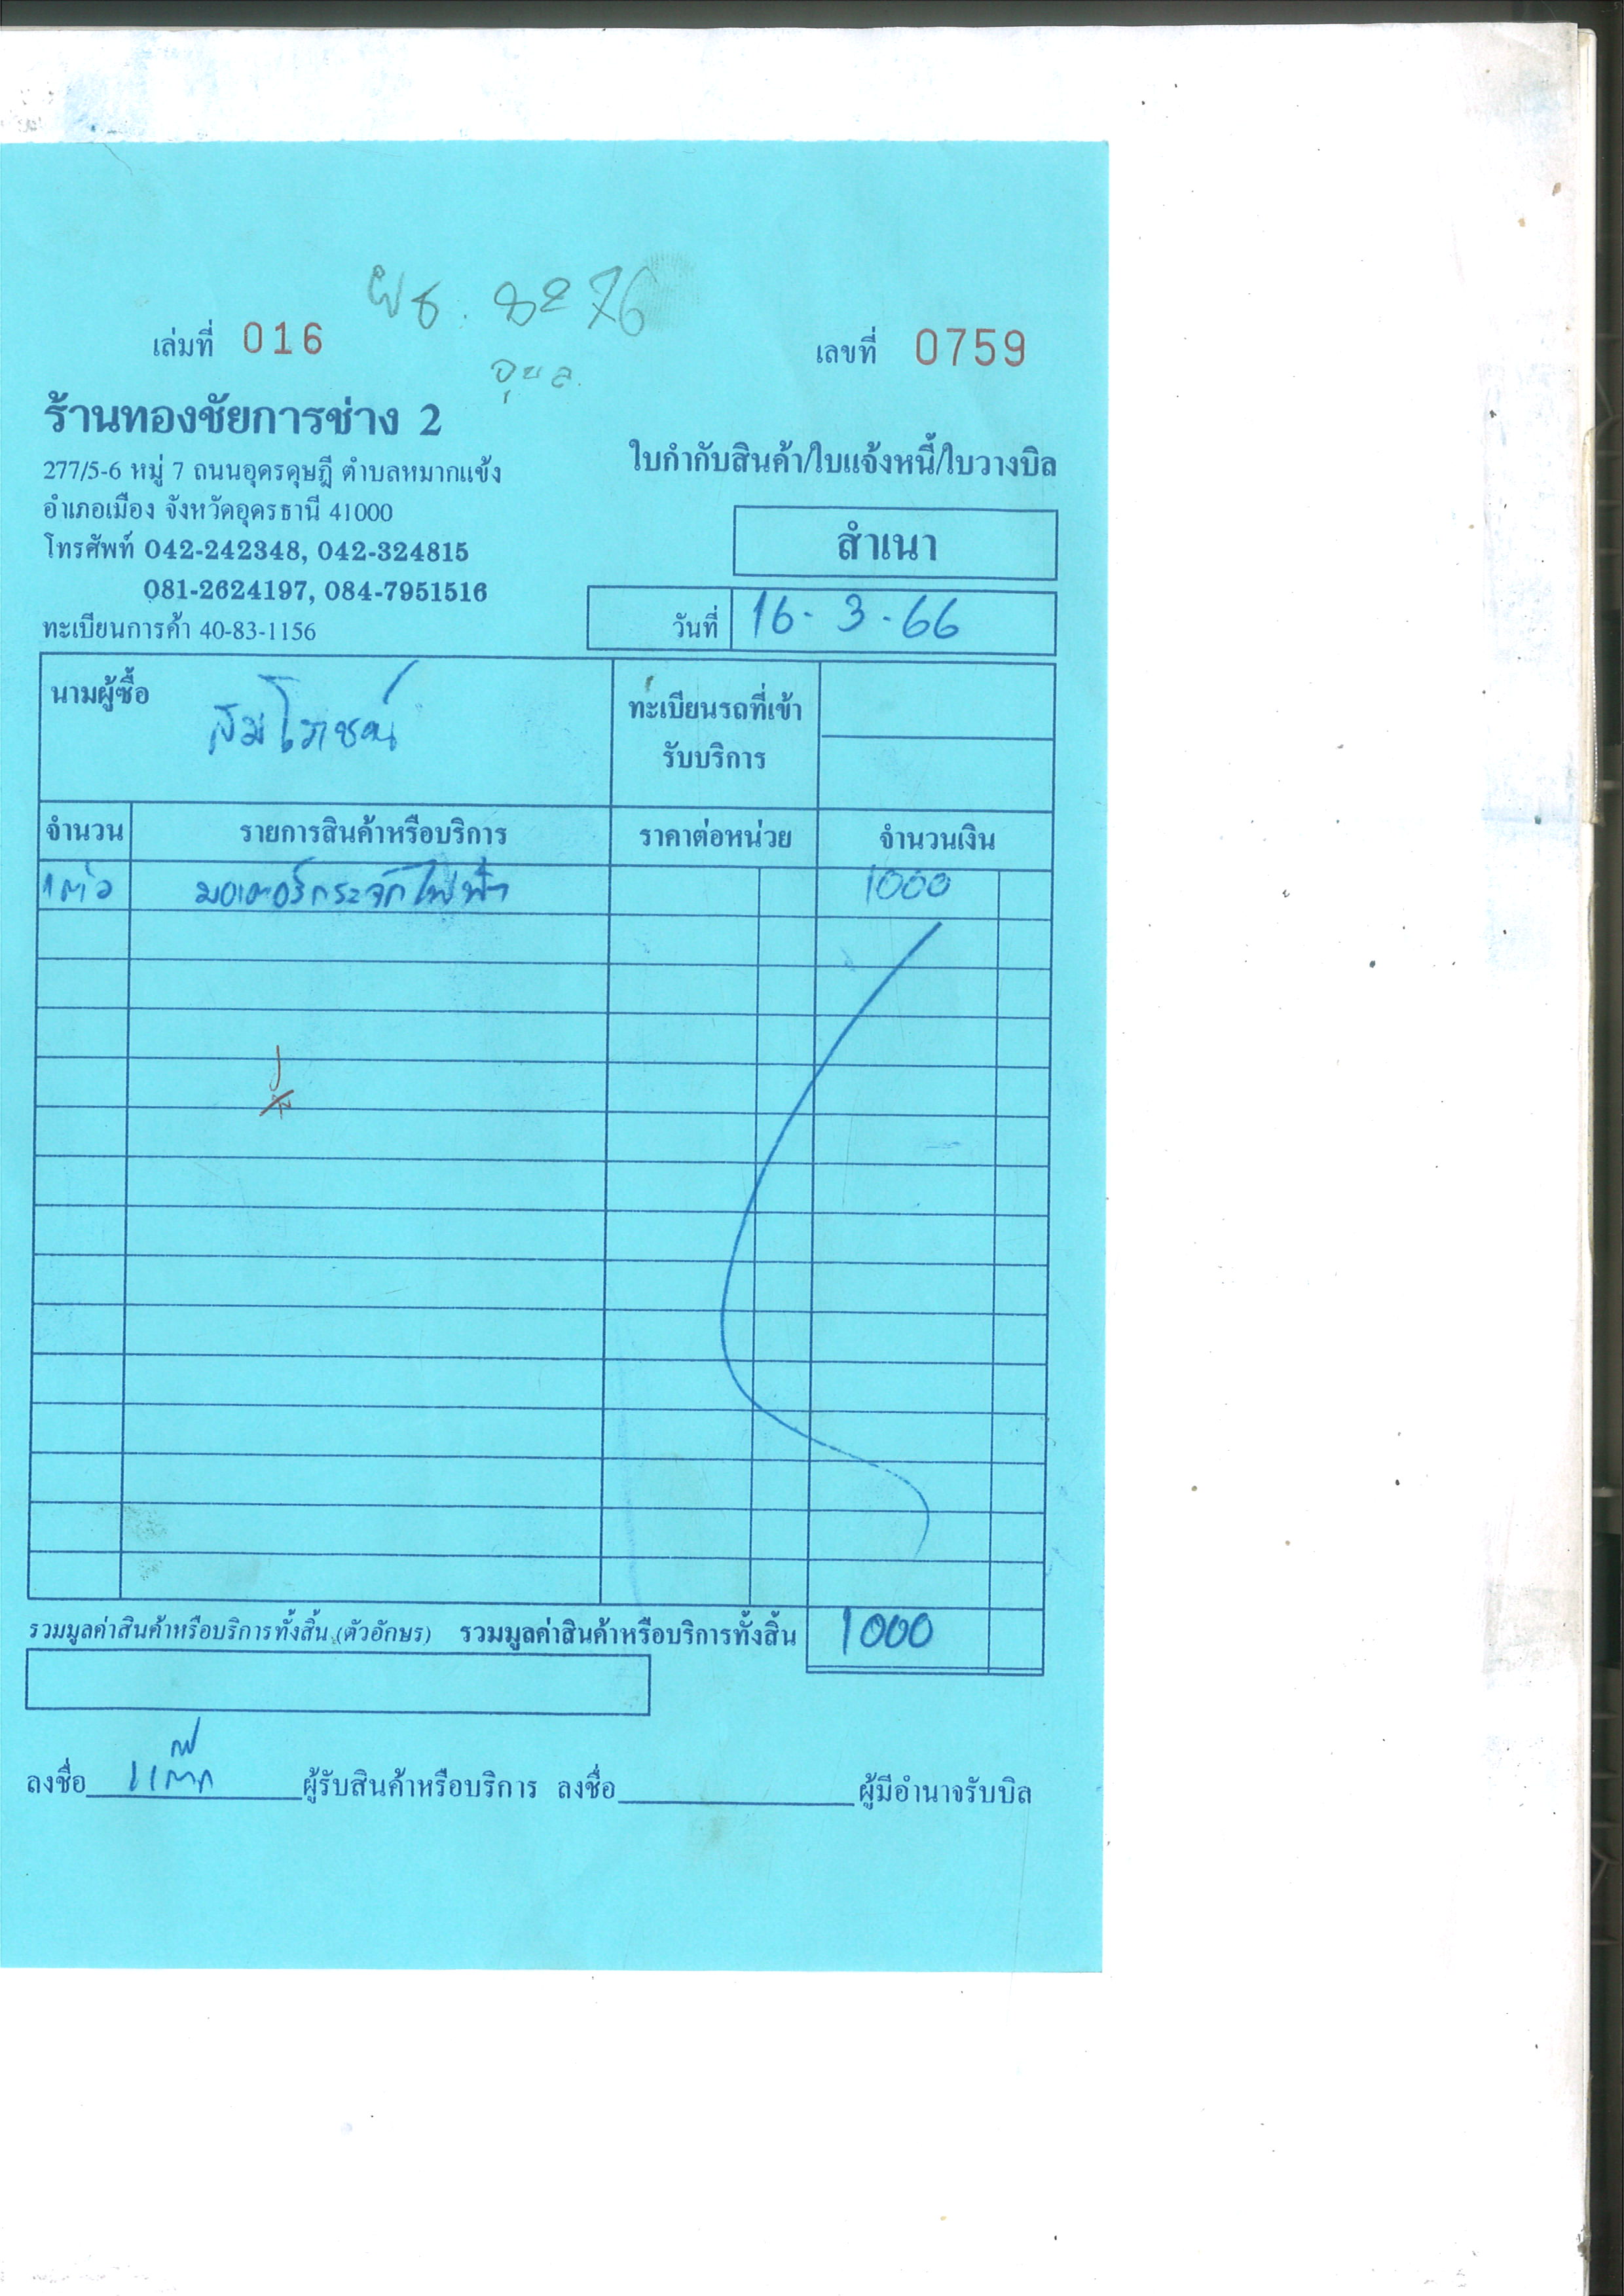 ผธ. 8276
เล่มที่ 016
เลขที่ 0759
อุบล.
ร้านทองชัยการช่าง 2
277/5-6 หมู่ 7 ถนนอุดรดุษฎี ตำบลหมากแข้ง
อำเภอเมือง จังหวัดอุดรธานี 41000
โทรศัพท์ 042-242348, 042-324815
081-2624197, 084-7951516
ทะเบียนการค้า 40-83-1156
ใบกำกับสินค้า/ใบแจ้งหนี้/ใบวางบิล
สำเนา
วันที่ 16-3-66
นามผู้ซื้อ สมโภชน์
ทะเบียนรถที่เข้า
รับบริการ
จำนวน รายการสินค้าหรือบริการ ราคาต่อหน่วย จำนวนเงิน
1ตัว มอเตอร์กระจกไฟฟ้า 1000
รวมมูลค่าสินค้าหรือบริการทั้งสิ้น (ตัวอักษร) รวมมูลค่าสินค้าหรือบริการทั้งสิ้น 1000
ลงชื่อ ผู้รับสินค้าหรือบริการ ลงชื่อ ผู้มีอำนาจรับบิล